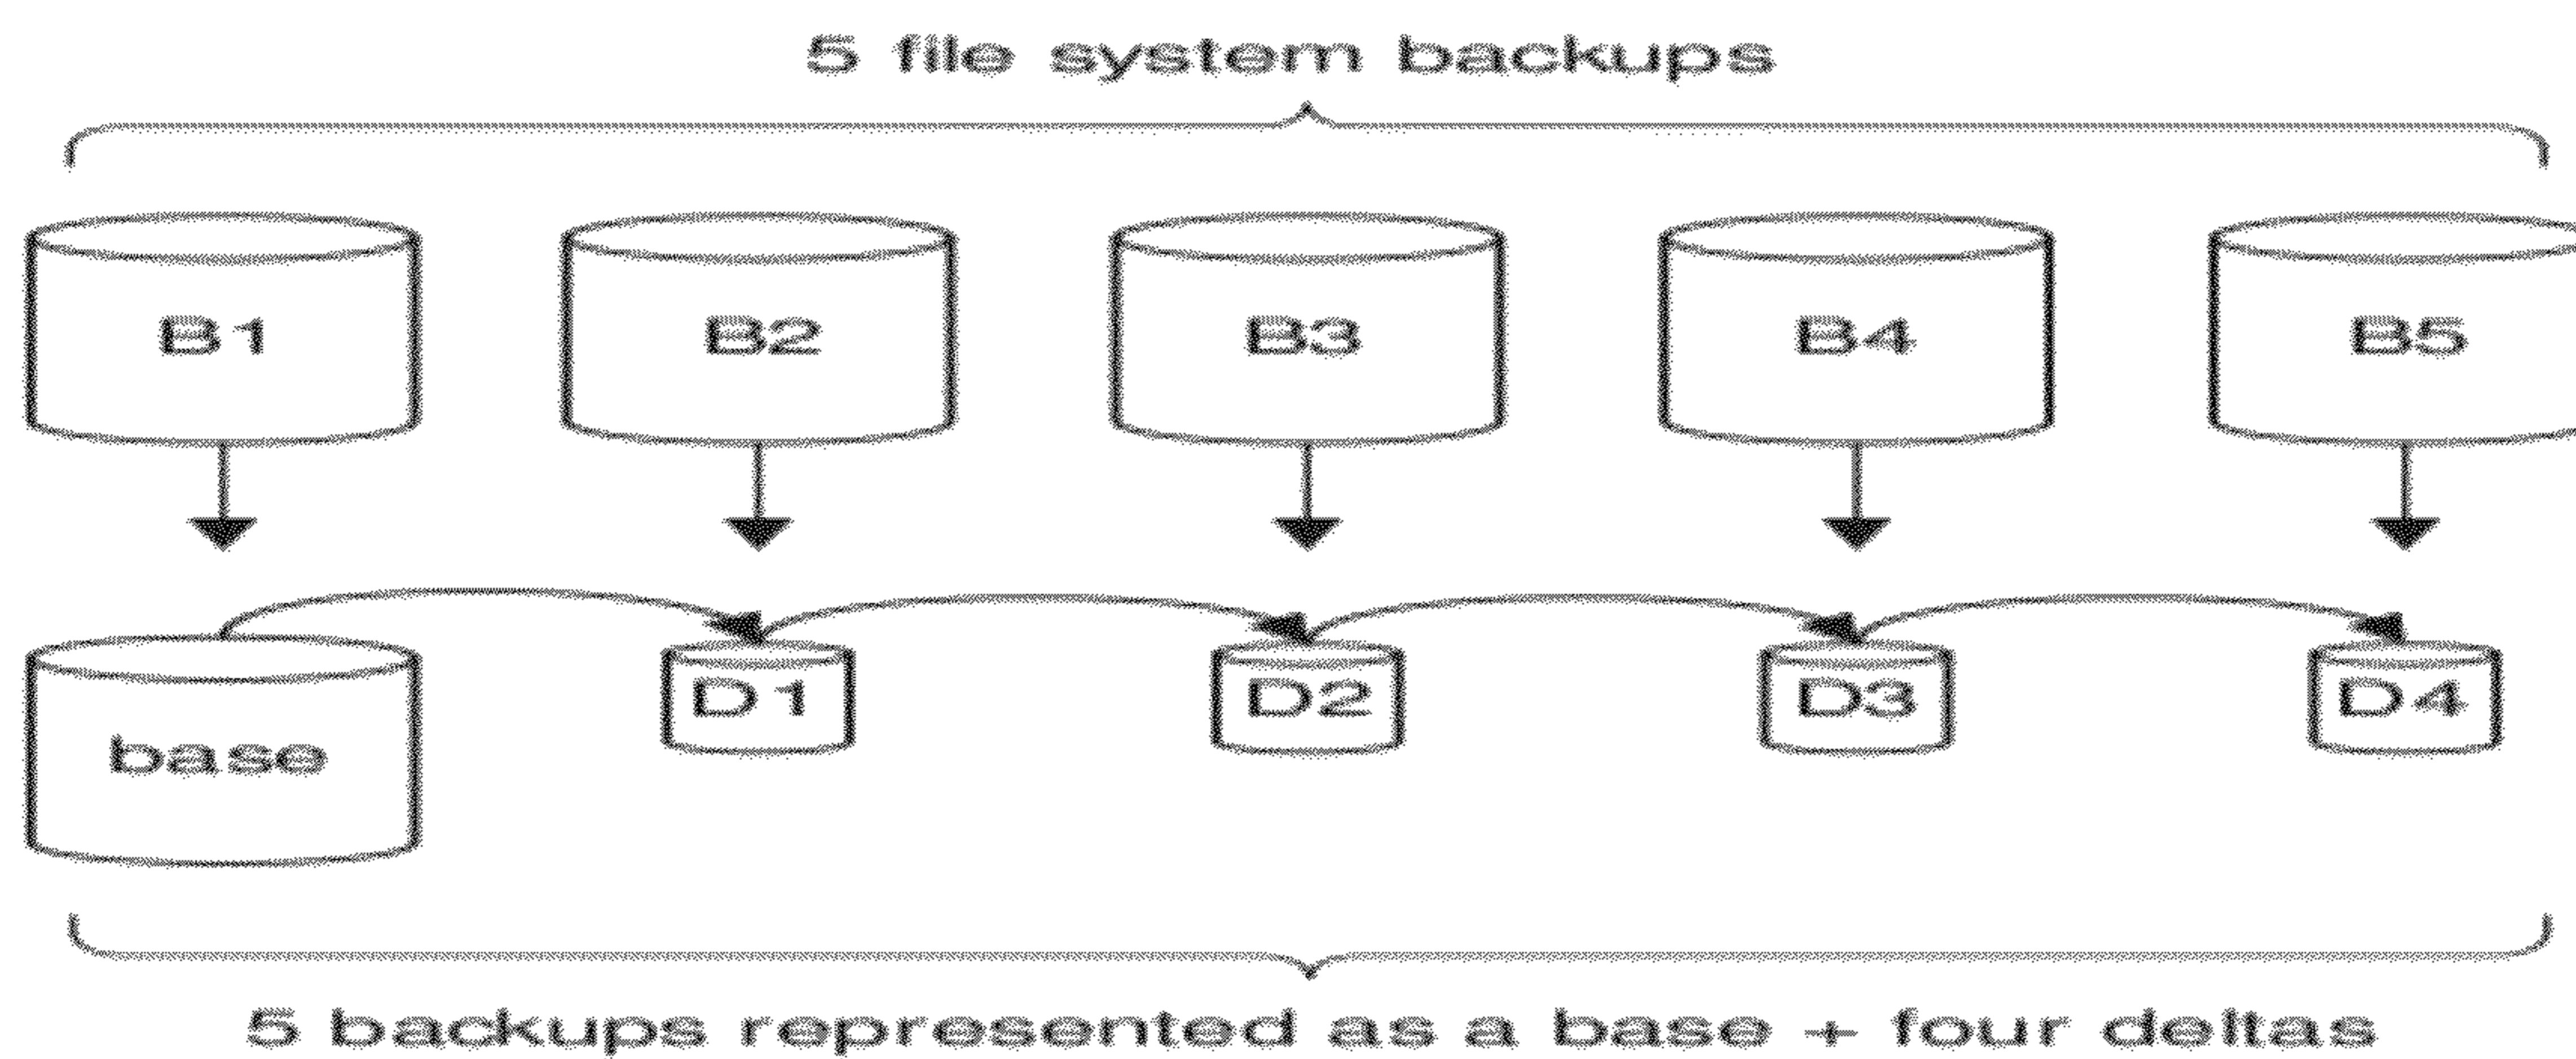 5 file system backups
B1 B2 B3 B4 B5
base D1 D2 D3 D4
5 backups represented as a base + four deltas